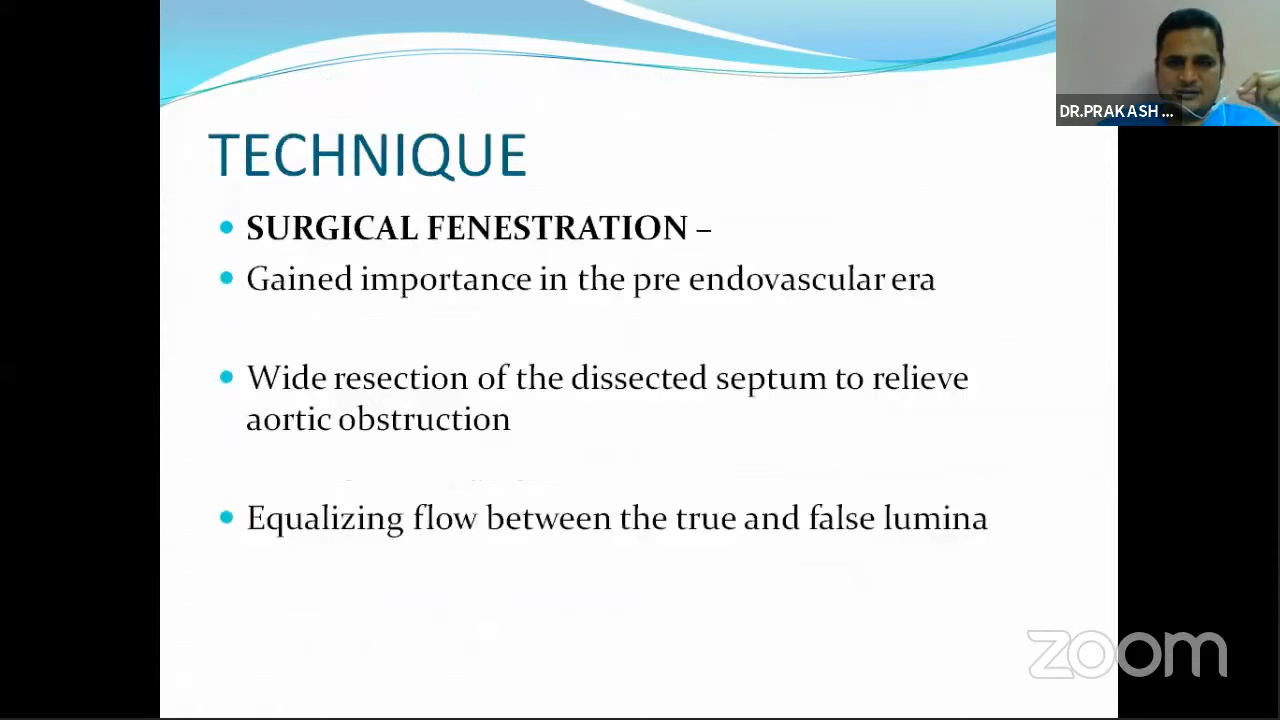 DR.PRAKASH ...
TECHNIQUE
SURGICAL FENESTRATION –
Gained importance in the pre endovascular era
Wide resection of the dissected septum to relieve
aortic obstruction
Equalizing flow between the true and false lumina
zoom